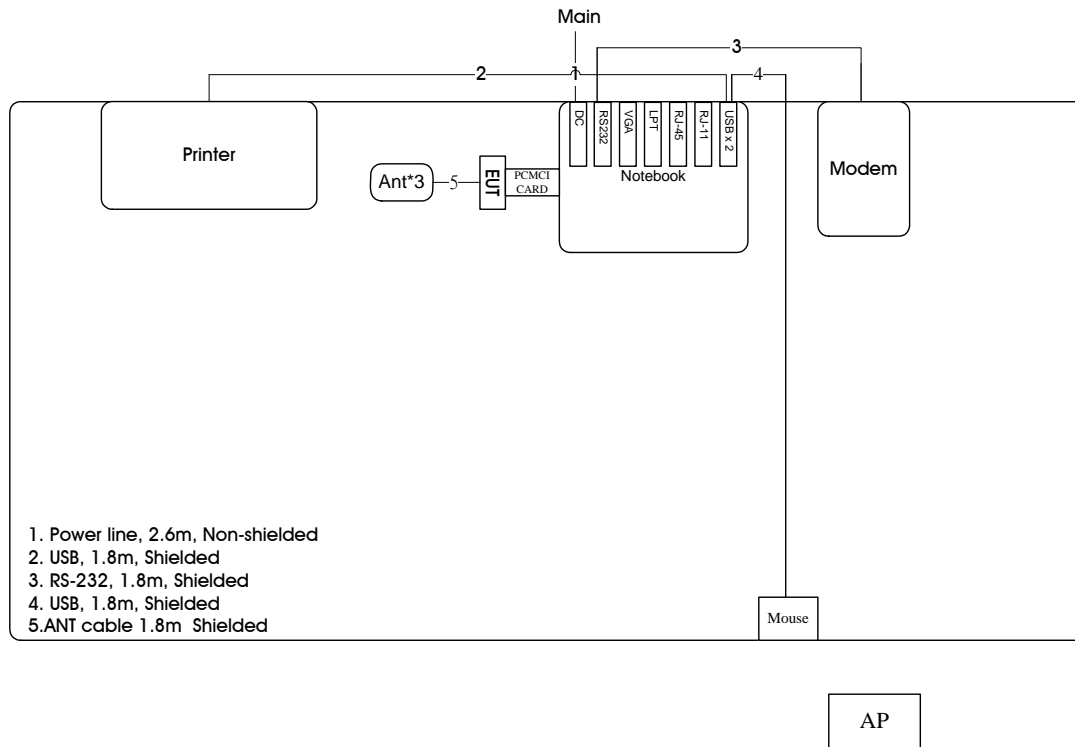 Main
3
2
1
4
Printer
DC
RS232
VGA
LPT
RJ-45
RJ-11
USB x 2
Notebook
Modem
Ant*3
5
EUT
PCMCI
CARD
1. Power line, 2.6m, Non-shielded
2. USB, 1.8m, Shielded
3. RS-232, 1.8m, Shielded
4. USB, 1.8m, Shielded
5.ANT cable 1.8m Shielded
Mouse
AP